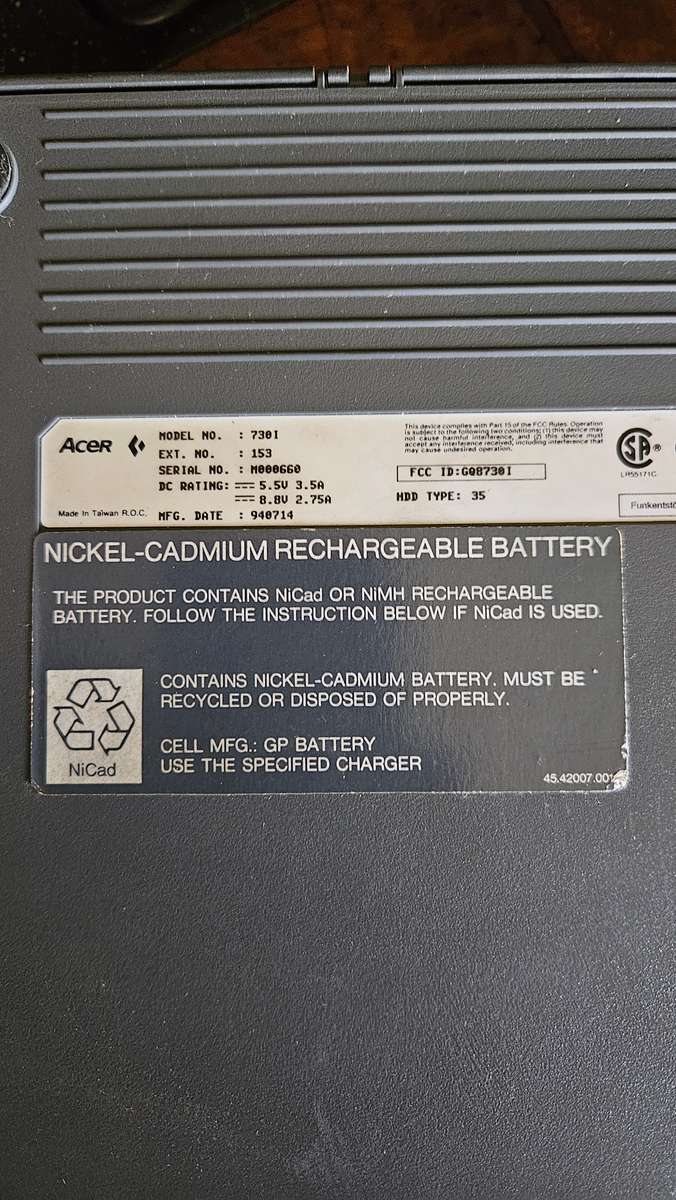 ACER
MODEL NO. : 730I
EXT. NO. : 153
SERIAL NO. : M000660
DC RATING: 5.5V 3.5A
8.8V 2.75A
Made in Taiwan R.O.C. MFG. DATE : 940714
This device complies with Part 15 of the FCC Rules. Operation
is subject to the following two conditions: (1) this device may
not cause harmful interference, and (2) this device must
accept any interference received, including interference that
may cause undesired operation.
FCC ID:GQ8730I
HDD TYPE: 35
SA ®
LR55171C
NICKEL-CADMIUM RECHARGEABLE BATTERY
THE PRODUCT CONTAINS NiCad OR NiMH RECHARGEABLE
BATTERY. FOLLOW THE INSTRUCTION BELOW IF NiCad IS USED.
CONTAINS NICKEL-CADMIUM BATTERY. MUST BE
RECYCLED OR DISPOSED OF PROPERLY.
CELL MFG.: GP BATTERY
USE THE SPECIFIED CHARGER
NiCad
45.42007.001